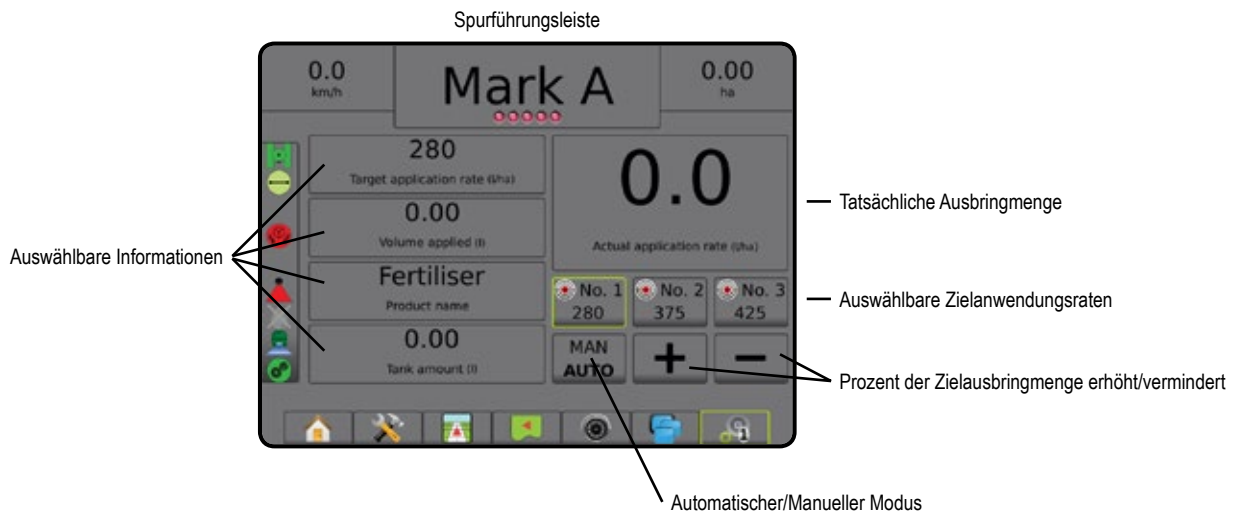 Spurführungsleiste
0.0
km/h
Mark A
0.00
ha
280
Target application rate (l/ha)
0.00
Volume applied (l)
Fertiliser
Product name
0.00
Tank amount (l)
0.0
Actual application rate (l/ha)
No. 1
280
No. 2
375
No. 3
425
MAN
AUTO
+
−
1
Auswählbare Informationen
Tatsächliche Ausbringmenge
Auswählbare Zielanwendungsraten
Prozent der Zielausbringmenge erhöht/vermindert
Automatischer/Manueller Modus